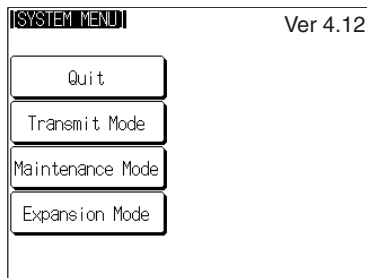 [SYSTEM MENU]
Ver 4.12
Quit
Transmit Mode
Maintenance Mode
Expansion Mode